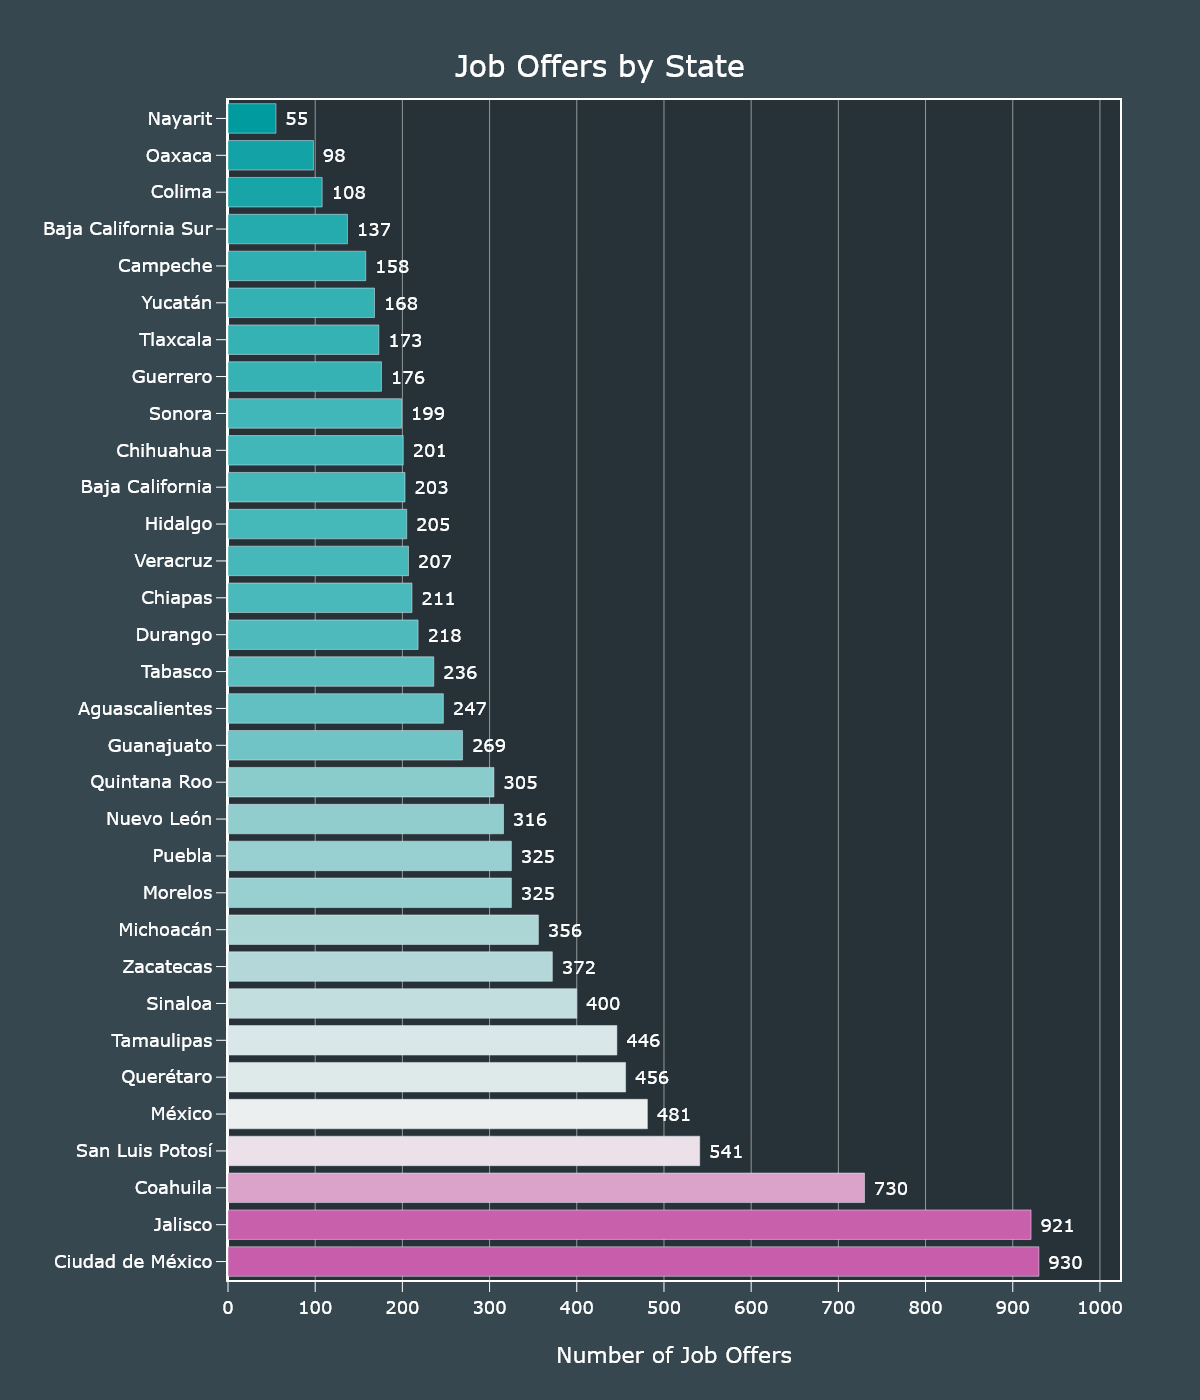 Job Offers by State
Nayarit 55
Oaxaca 98
Colima 108
Baja California Sur 137
Campeche 158
Yucatán 168
Tlaxcala 173
Guerrero 176
Sonora 199
Chihuahua 201
Baja California 203
Hidalgo 205
Veracruz 207
Chiapas 211
Durango 218
Tabasco 236
Aguascalientes 247
Guanajuato 269
Quintana Roo 305
Nuevo León 316
Puebla 325
Morelos 325
Michoacán 356
Zacatecas 372
Sinaloa 400
Tamaulipas 446
Querétaro 456
México 481
San Luis Potosí 541
Coahuila 730
Jalisco 921
Ciudad de México 930
0 100 200 300 400 500 600 700 800 900 1000
Number of Job Offers